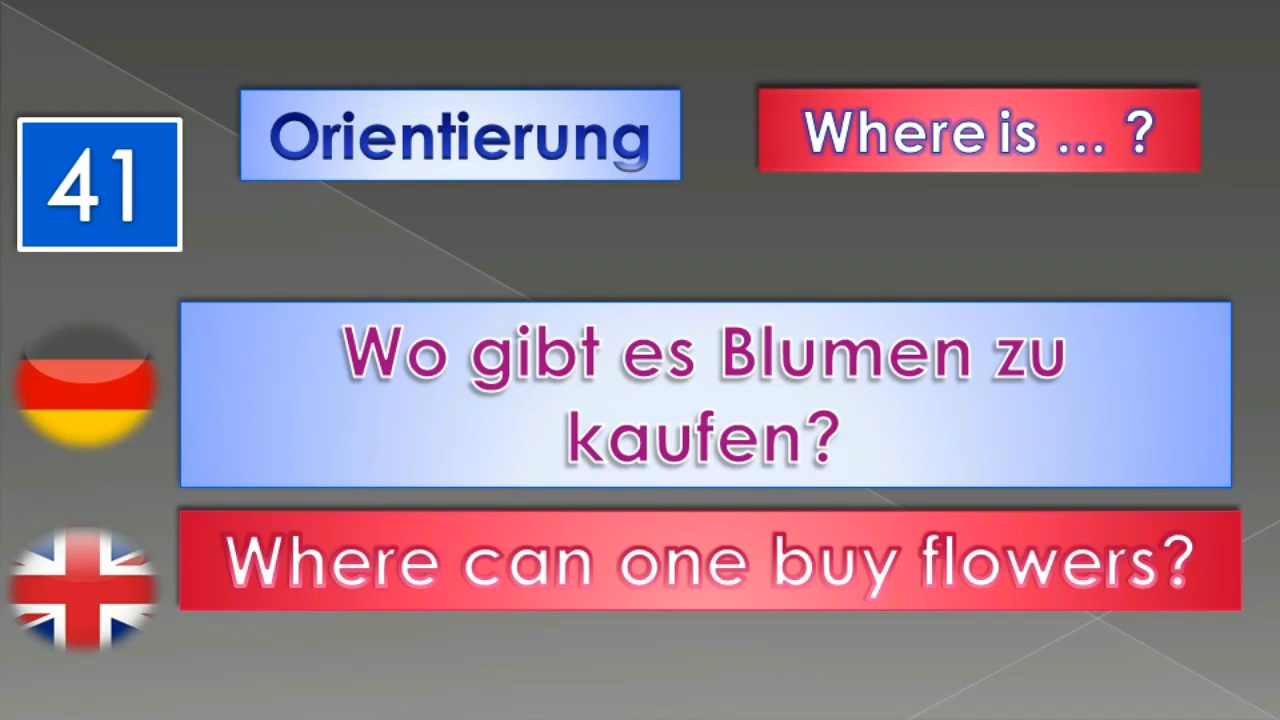 Orientierung
Where is ... ?
41
Wo gibt es Blumen zu
kaufen?
Where can one buy flowers?